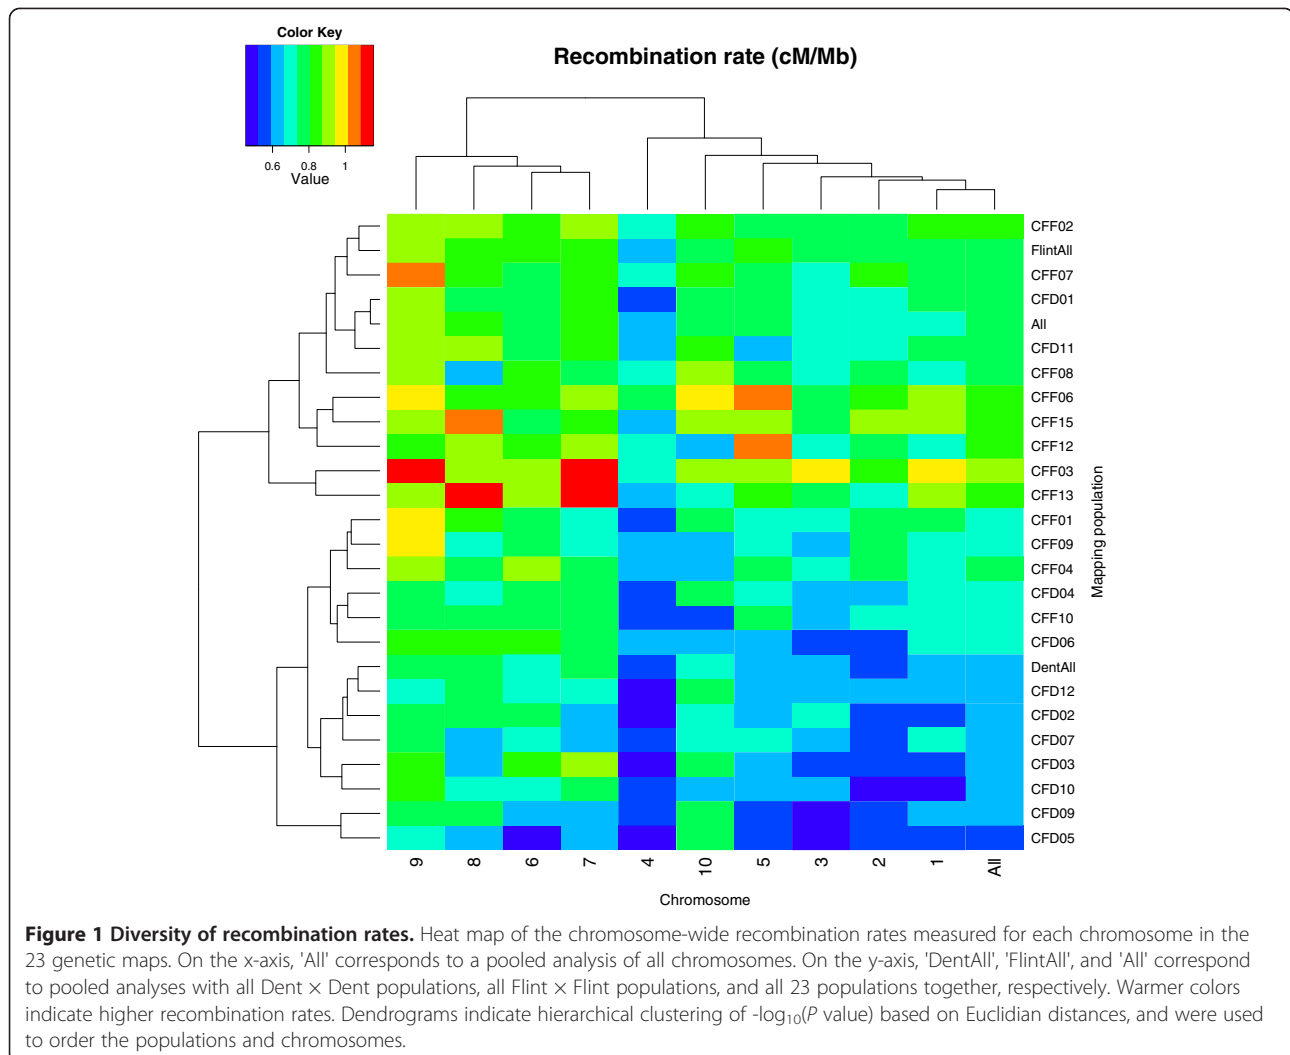 Color Key
0.6 0.8 1
Value
Recombination rate (cM/Mb)
CFF02
FlintAll
CFF07
CFD01
All
CFD11
CFF08
CFF06
CFF15
CFF12
CFF03
CFF13
CFF01
CFF09
CFF04
CFD04
CFF10
CFD06
DentAll
CFD12
CFD02
CFD07
CFD03
CFD10
CFD09
CFD05
Mapping population
9 8 6 7 4 10 5 3 2 1 All
Chromosome
Figure 1 Diversity of recombination rates. Heat map of the chromosome-wide recombination rates measured for each chromosome in the
23 genetic maps. On the x-axis, 'All' corresponds to a pooled analysis of all chromosomes. On the y-axis, 'DentAll', 'FlintAll', and 'All' correspond
to pooled analyses with all Dent × Dent populations, all Flint × Flint populations, and all 23 populations together, respectively. Warmer colors
indicate higher recombination rates. Dendrograms indicate hierarchical clustering of -log₁₀(P value) based on Euclidian distances, and were used
to order the populations and chromosomes.